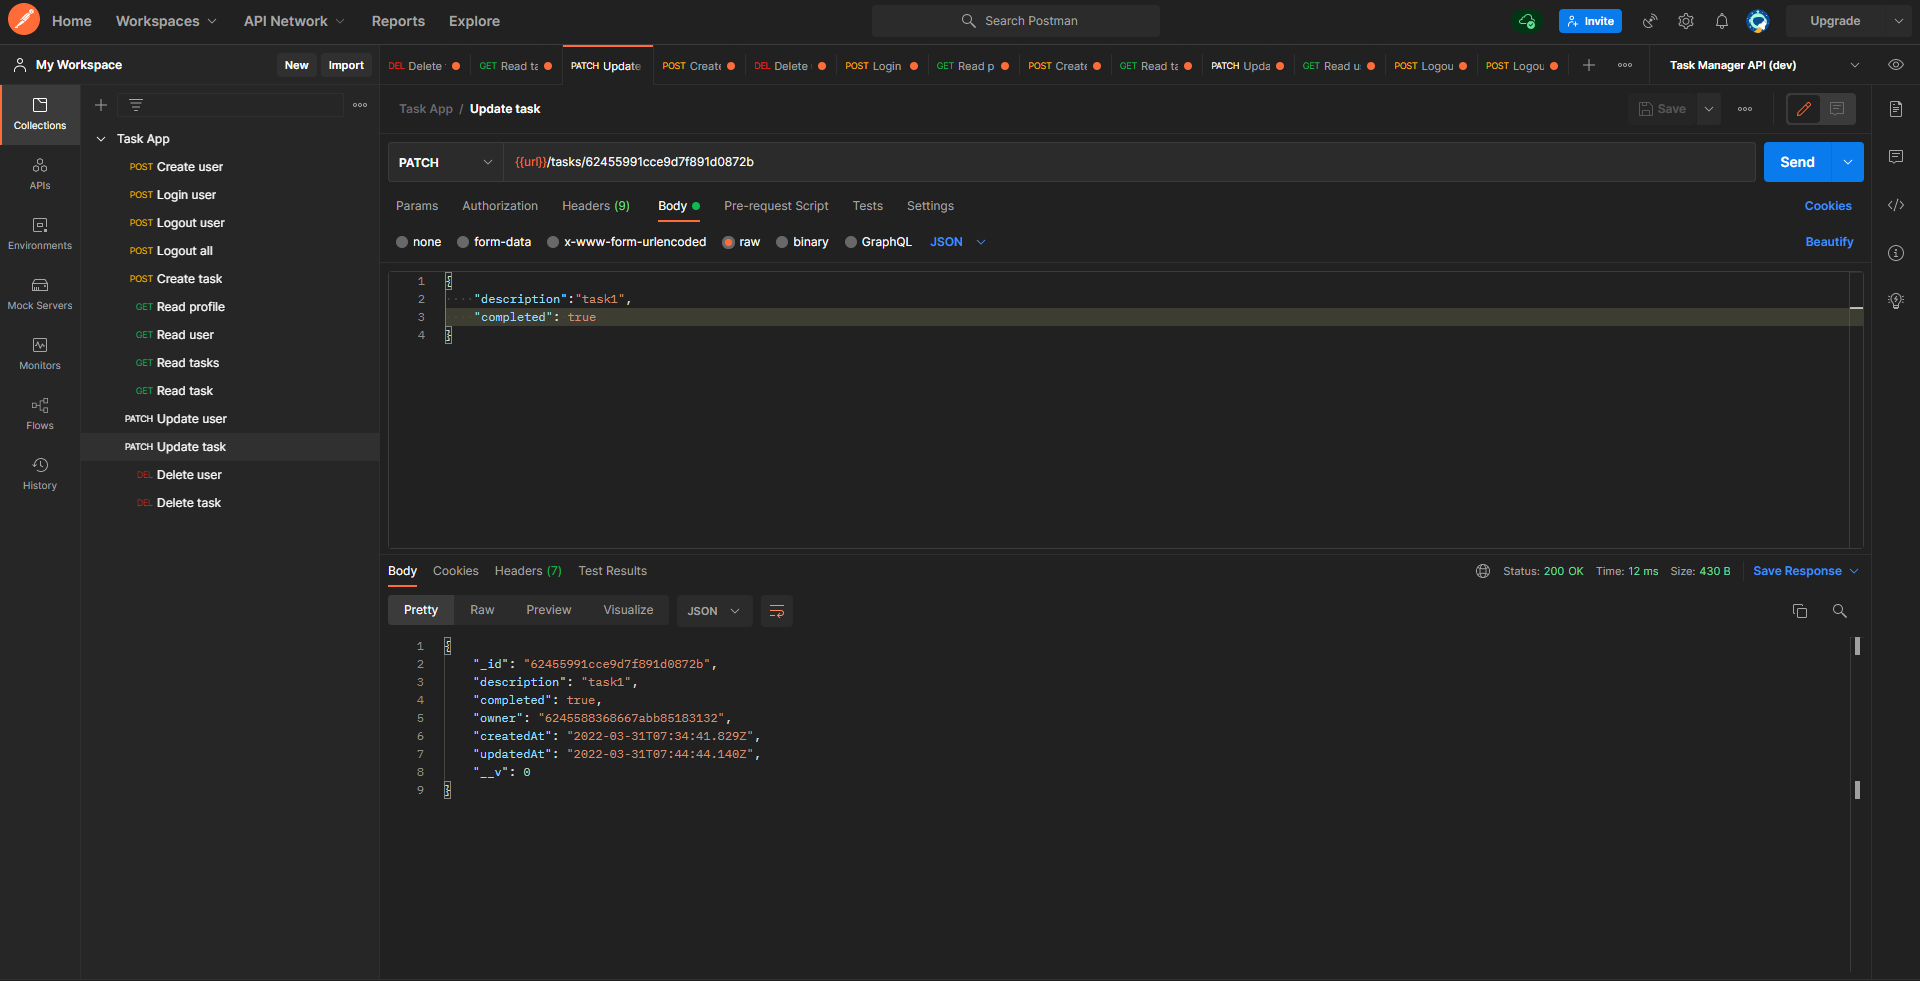 Home Workspaces API Network Reports Explore Search Postman Invite Upgrade
My Workspace New Import DEL Delete GET Read ta PATCH Update POST Create DEL Delete POST Login GET Read p POST Create GET Read ta PATCH Upda GET Read u POST Logou POST Logou Task Manager API (dev)
Collections
APIs
Environments
Mock Servers
Monitors
Flows
History
Task App
POST Create user
POST Login user
POST Logout user
POST Logout all
POST Create task
GET Read profile
GET Read user
GET Read tasks
GET Read task
PATCH Update user
PATCH Update task
DEL Delete user
DEL Delete task
Task App / Update task Save
PATCH {{url}}/tasks/62455991cce9d7f891d0872b Send
Params Authorization Headers (9) Body Pre-request Script Tests Settings Cookies
none form-data x-www-form-urlencoded raw binary GraphQL JSON Beautify
1 {
2 "description":"task1",
3 "completed": true
4 }
Body Cookies Headers (7) Test Results Status: 200 OK Time: 12 ms Size: 430 B Save Response
Pretty Raw Preview Visualize JSON
1 {
2 "_id": "62455991cce9d7f891d0872b",
3 "description": "task1",
4 "completed": true,
5 "owner": "6245588368667abb85183132",
6 "createdAt": "2022-03-31T07:34:41.829Z",
7 "updatedAt": "2022-03-31T07:44:44.140Z",
8 "__v": 0
9 }